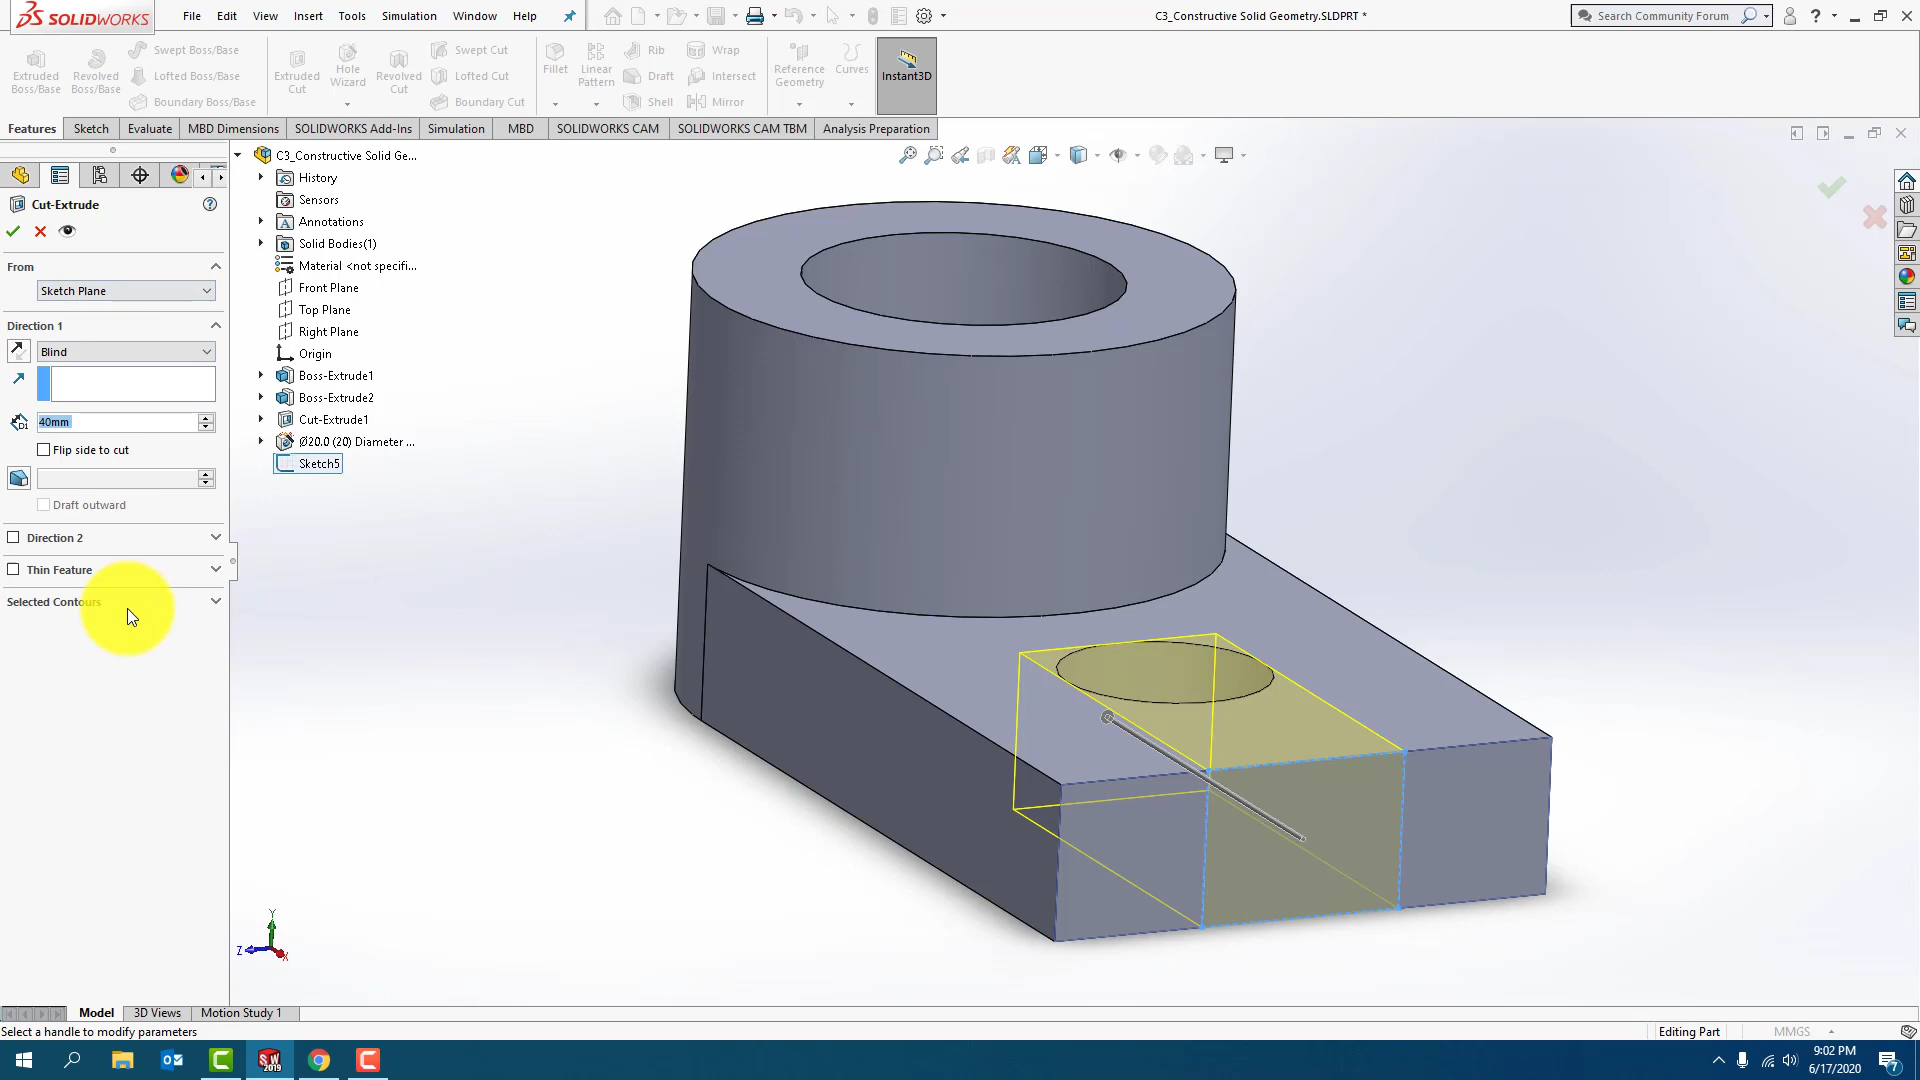 SOLIDWORKS File Edit View Insert Tools Simulation Window Help C3_Constructive Solid Geometry.SLDPRT * Search Community Forum ?
Extruded Boss/Base Revolved Boss/Base Swept Boss/Base Lofted Boss/Base Boundary Boss/Base Extruded Cut Hole Wizard Revolved Cut Swept Cut Lofted Cut Boundary Cut Fillet Linear Pattern Rib Draft Shell Wrap Intersect Mirror Reference Geometry Curves Instant3D
Features Sketch Evaluate MBD Dimensions SOLIDWORKS Add-Ins Simulation MBD SOLIDWORKS CAM SOLIDWORKS CAM TBM Analysis Preparation
Cut-Extrude ?
From
Sketch Plane
Direction 1
Blind
D1 40mm
Flip side to cut
Draft outward
Direction 2
Thin Feature
Selected Contours
C3_Constructive Solid Ge...
History
Sensors
A Annotations
Solid Bodies(1)
Material <not specifi...
Front Plane
Top Plane
Right Plane
Origin
Boss-Extrude1
Boss-Extrude2
Cut-Extrude1
Ø20.0 (20) Diameter ...
Sketch5
Y
Z X
Model 3D Views Motion Study 1
Select a handle to modify parameters Editing Part MMGS
SW 2019 9:02 PM
6/17/2020 7